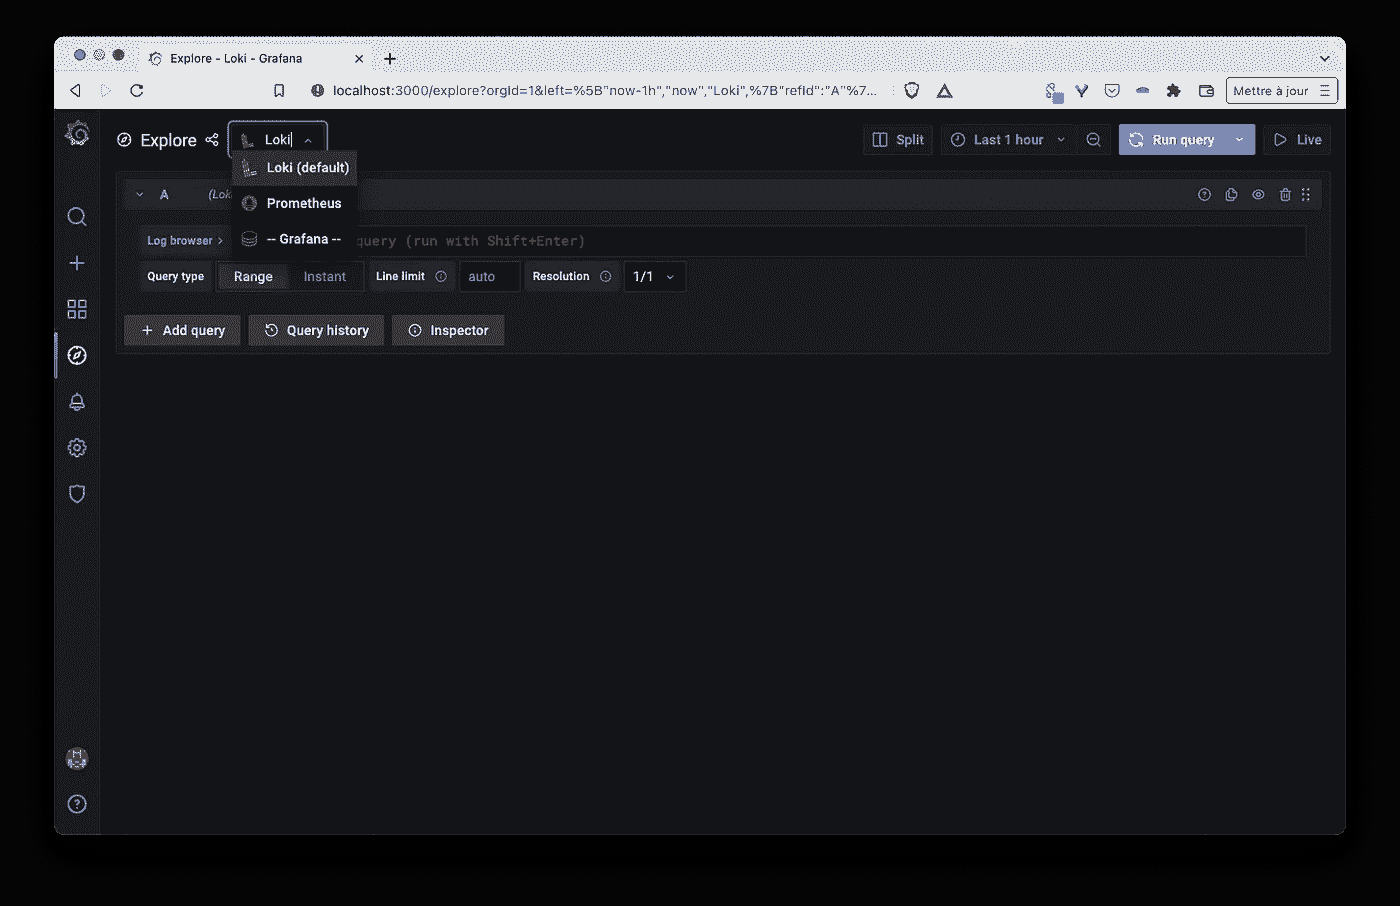 Explore - Loki - Grafana
localhost:3000/explore?orgId=1&left=%5B"now-1h","now","Loki",%7B"refId":"A"%7...
Mettre à jour
Explore
Loki
Split
Last 1 hour
Run query
Live
Loki (default)
A
(Loki
Prometheus
Log browser >
-- Grafana --
query (run with Shift+Enter)
Query type
Range
Instant
Line limit
auto
Resolution
1/1
+ Add query
Query history
Inspector